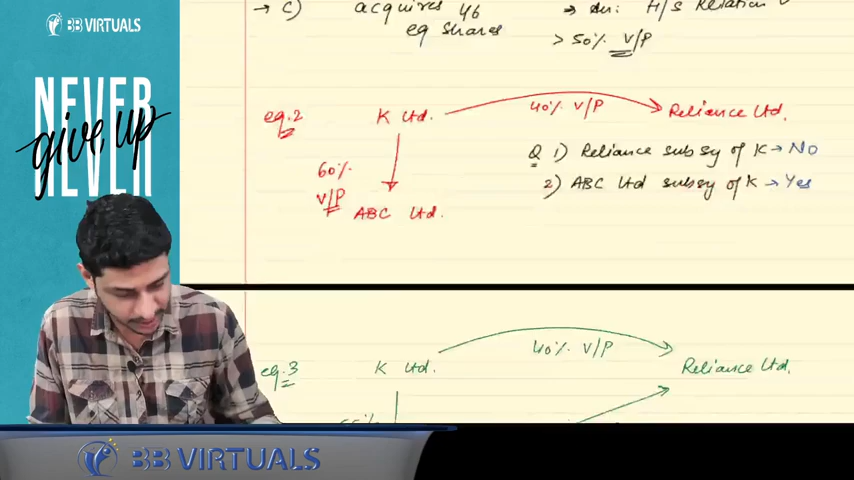 BB VIRTUALS
→ c) acquires 46 → H/S Relation
eq shares
> 50% V/P
NEVER
give up
NEVER
eg.2 K Ltd. 40% V/P Reliance Ltd.
Q 1) Reliance subsy of K → No
60%
V/P
2) ABC Ltd subsy of K → Yes
ABC Ltd.
eg.3 K Ltd. 40% V/P Reliance Ltd.
BB VIRTUALS